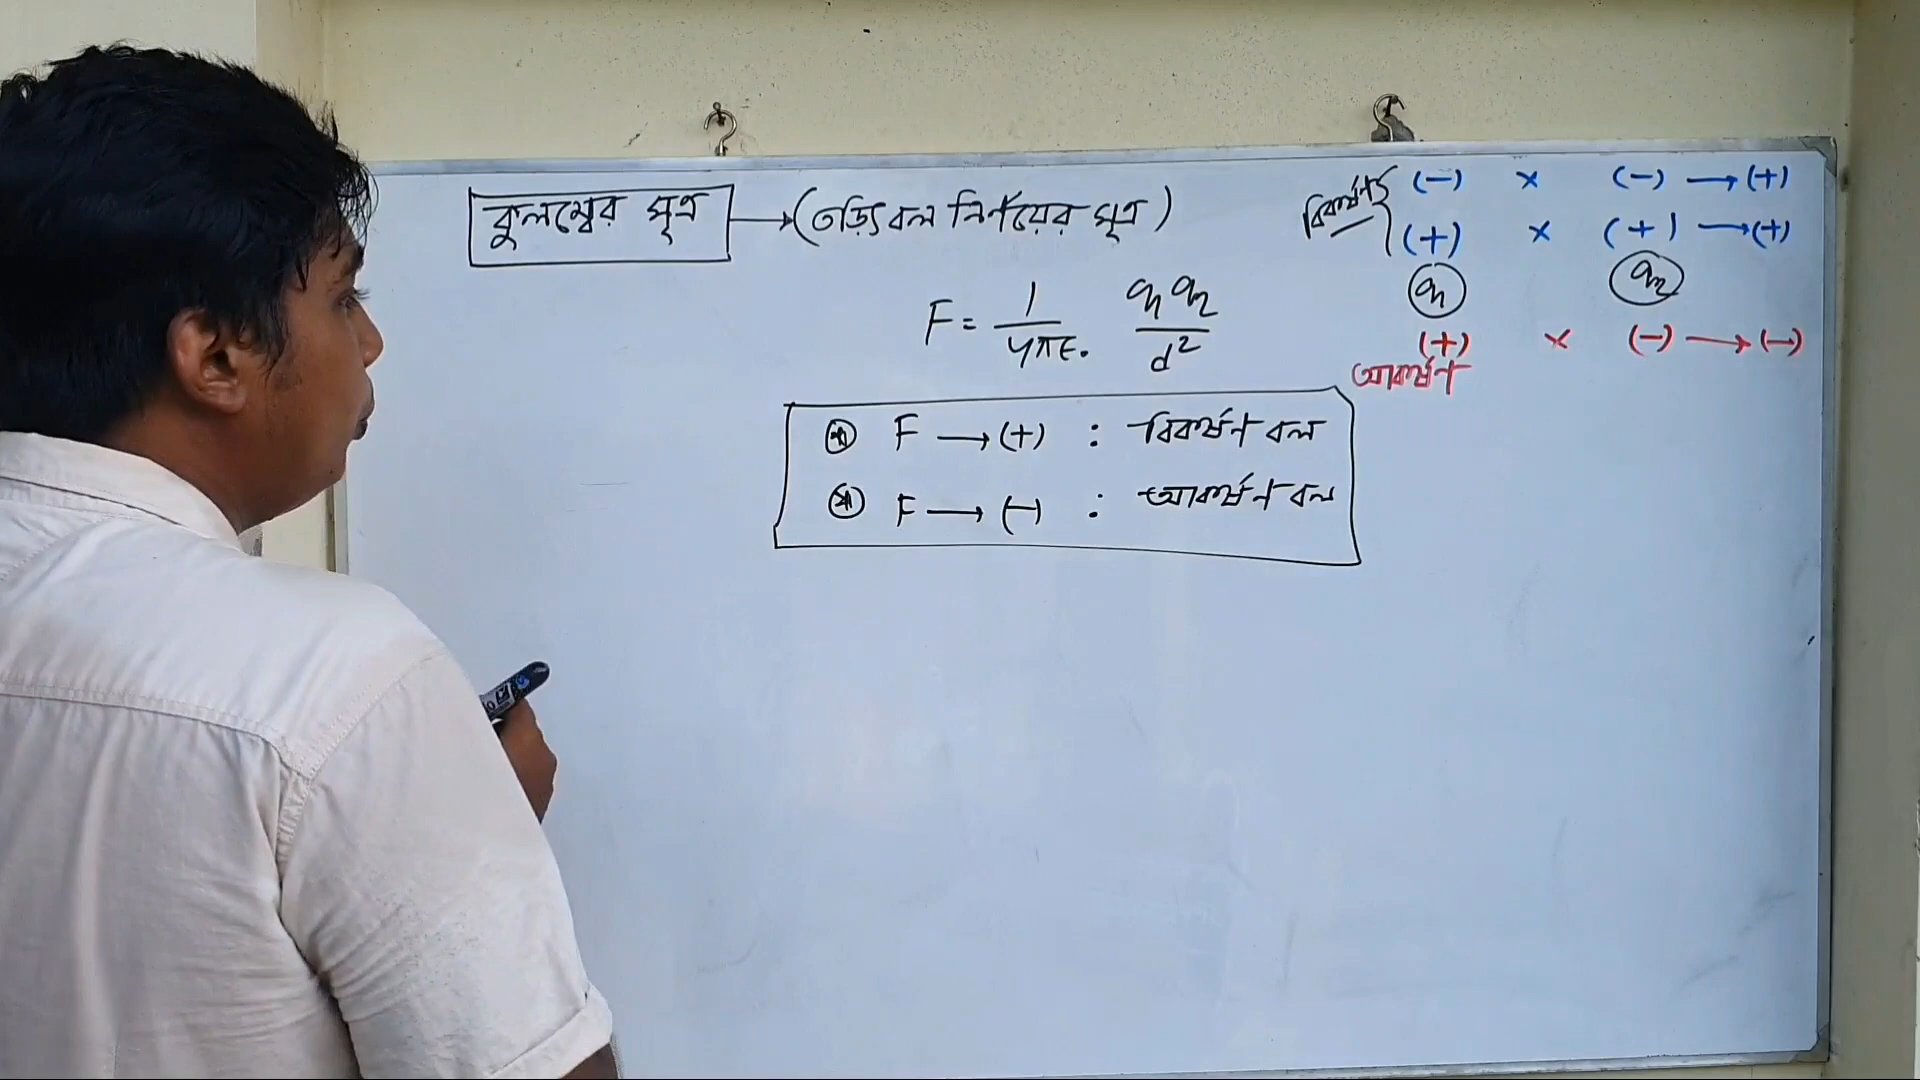 কুলম্বের সূত্র → (তড়িৎ বল নির্ণয়ের সূত্র)
F = 1/4πε₀ q₁q₂/d²
⊛ F → (+) : বিকর্ষণ বল
⊛ F → (-) : আকর্ষণ বল
বিকর্ষণ { (-) × (-) → (+)
(+) × (+) → (+)
q₁ q₂
(+) × (-) → (-)
আকর্ষণ